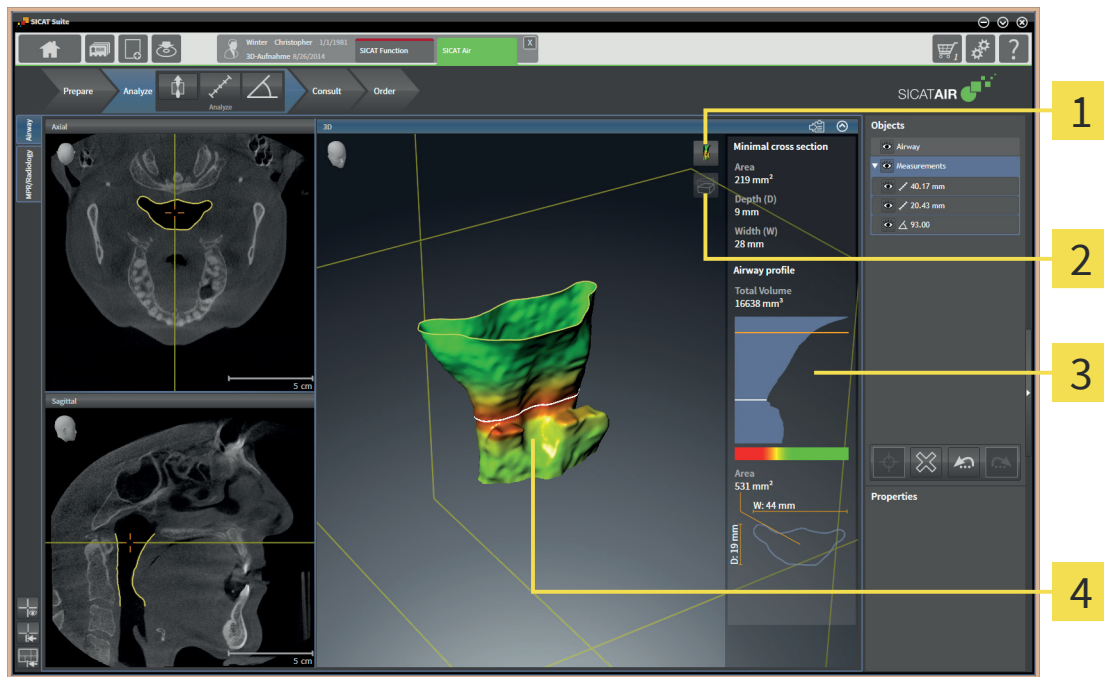 SICAT Suite
Winter Christopher 1/1/1981
3D-Aufnahme 8/26/2014
SICAT Function
SICAT Air
X
1
?
Prepare
Analyze
Analyze
Consult
Order
SICATAIR
Airway
MPR/Radiology
Axial
5 cm
Sagittal
5 cm
3D
Minimal cross section
Area
219 mm²
Depth (D)
9 mm
Width (W)
28 mm
Airway profile
Total Volume
16638 mm³
Area
531 mm²
W: 44 mm
D: 19 mm
Objects
Airway
Measurements
40.17 mm
20.43 mm
93.00
Properties
1
2
3
4